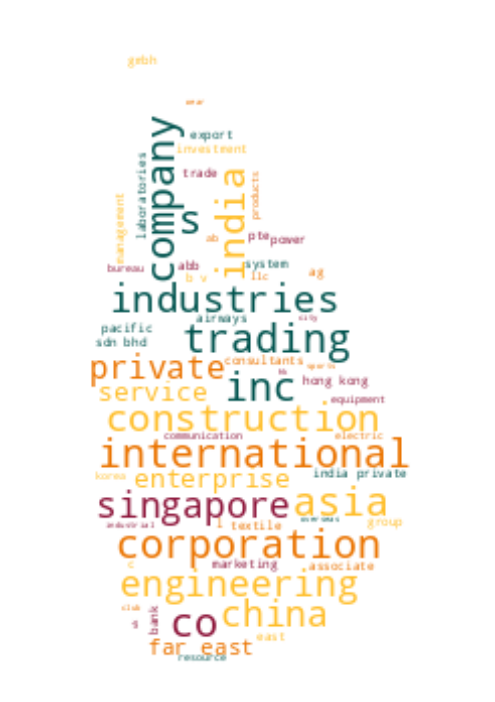 gmbh
export
investment
trade
laboratories
company
management
products
india
s
ab
pte
power
bureau
abb
system
b v
llc
ag
industries
airways
city
pacific
trading
sdn bhd
private
consultants
sports
service
inc
hong kong
equipment
construction
communication
electric
international
korea
enterprise
india private
singapore
asia
industrial
l
textile
overseas
group
corporation
c
marketing
associate
engineering
club
g
bank
co
china
east
far east
resource